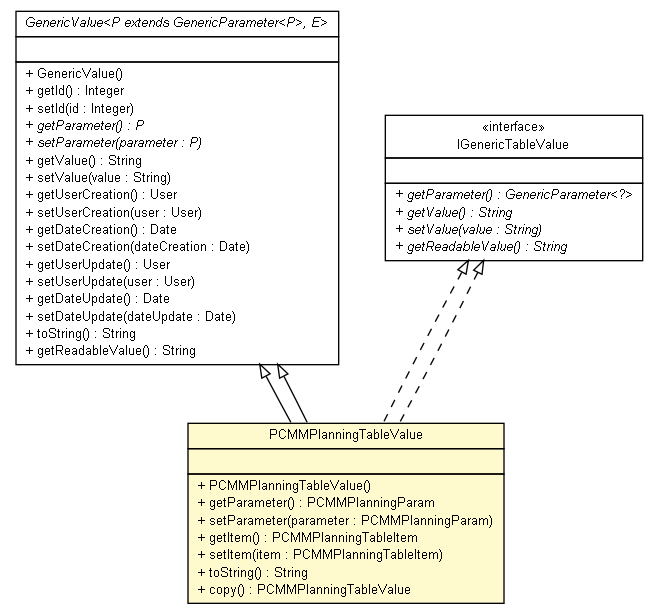 GenericValue<P extends GenericParameter<P>, E>
+ GenericValue()
+ getId() : Integer
+ setId(id : Integer)
+ getParameter() : P
+ setParameter(parameter : P)
+ getValue() : String
+ setValue(value : String)
+ getUserCreation() : User
+ setUserCreation(user : User)
+ getDateCreation() : Date
+ setDateCreation(dateCreation : Date)
+ getUserUpdate() : User
+ setUserUpdate(user : User)
+ getDateUpdate() : Date
+ setDateUpdate(dateUpdate : Date)
+ toString() : String
+ getReadableValue() : String
«interface»
IGenericTableValue
+ getParameter() : GenericParameter<?>
+ getValue() : String
+ setValue(value : String)
+ getReadableValue() : String
PCMMPlanningTableValue
+ PCMMPlanningTableValue()
+ getParameter() : PCMMPlanningParam
+ setParameter(parameter : PCMMPlanningParam)
+ getItem() : PCMMPlanningTableItem
+ setItem(item : PCMMPlanningTableItem)
+ toString() : String
+ copy() : PCMMPlanningTableValue